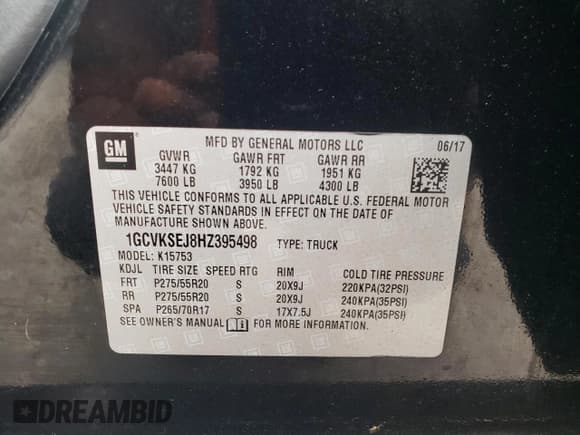 GM
MFD BY GENERAL MOTORS LLC 06/17
GVWR GAWR FRT GAWR RR
3447 KG 1792 KG 1951 KG
7600 LB 3950 LB 4300 LB
THIS VEHICLE CONFORMS TO ALL APPLICABLE U.S. FEDERAL MOTOR
VEHICLE SAFETY STANDARDS IN EFFECT ON THE DATE OF
MANUFACTURE SHOWN ABOVE.
1GCVKSEJ8HZ395498 TYPE: TRUCK
MODEL: K15753
KDJL TIRE SIZE SPEED RTG RIM COLD TIRE PRESSURE
FRT P275/55R20 S 20X9J 220KPA(32PSI)
RR P275/55R20 S 20X9J 240KPA(35PSI)
SPA P265/70R17 S 17X7.5J 240KPA(35PSI)
SEE OWNER'S MANUAL FOR MORE INFORMATION.
DREAMBID